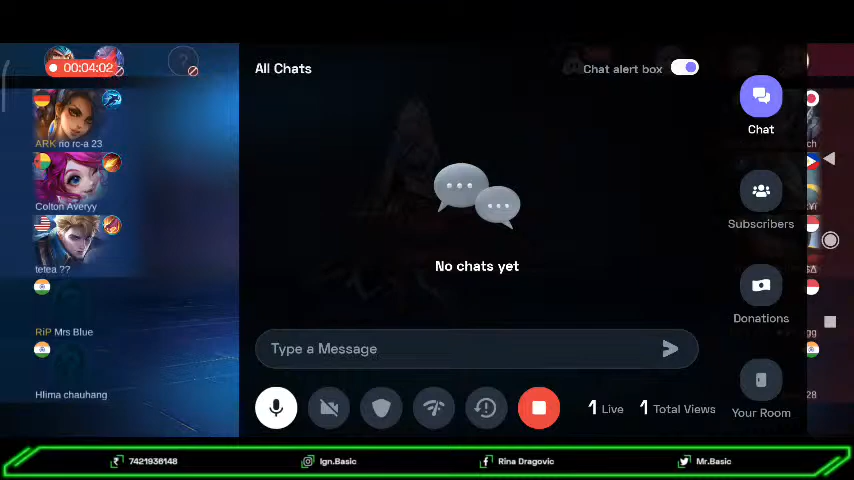 00:04:02
All Chats
Chat alert box
Chat
ARK no rc-a 23
Colton Averyy
Subscribers
No chats yet
tetea ??
Donations
RiP Mrs Blue
Type a Message
Hlima chauhang
28
1 Live
1 Total Views
Your Room
₹ 7421936148
Ign.Basic
Rina Dragovic
Mr.Basic